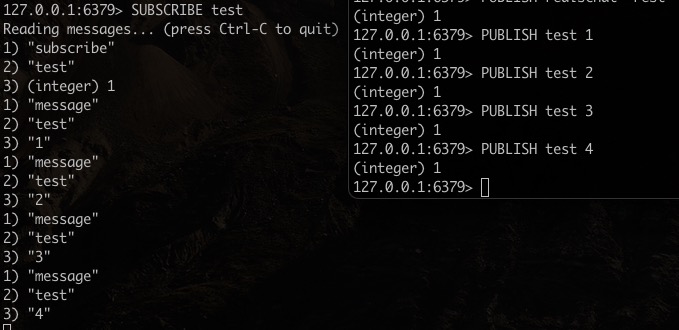 127.0.0.1:6379> SUBSCRIBE test
Reading messages... (press Ctrl-C to quit)
1) "subscribe"
2) "test"
3) (integer) 1
1) "message"
2) "test"
3) "1"
1) "message"
2) "test"
3) "2"
1) "message"
2) "test"
3) "3"
1) "message"
2) "test"
3) "4"
(integer) 1
127.0.0.1:6379> PUBLISH test 1
(integer) 1
127.0.0.1:6379> PUBLISH test 2
(integer) 1
127.0.0.1:6379> PUBLISH test 3
(integer) 1
127.0.0.1:6379> PUBLISH test 4
(integer) 1
127.0.0.1:6379>